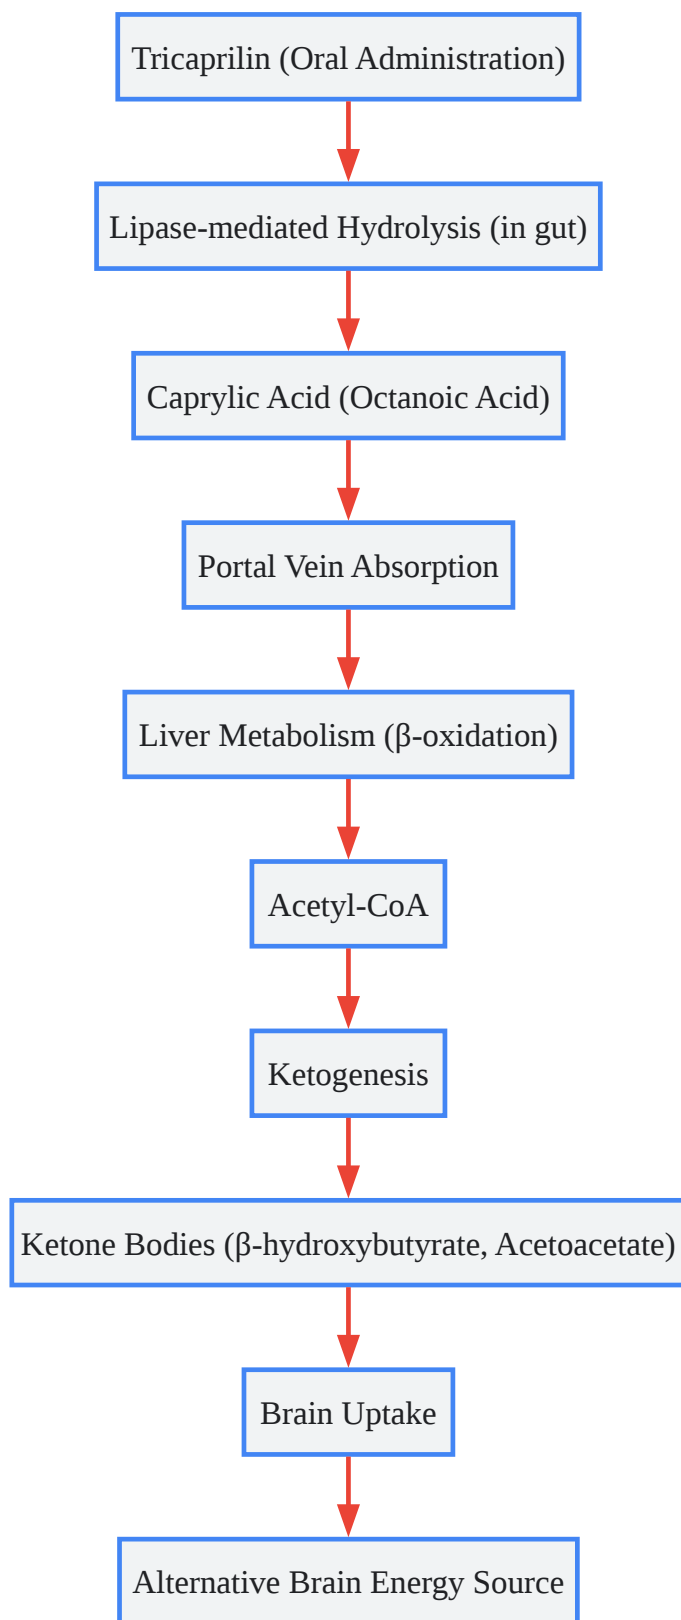 Tricaprilin (Oral Administration)
Lipase-mediated Hydrolysis (in gut)
Caprylic Acid (Octanoic Acid)
Portal Vein Absorption
Liver Metabolism (β-oxidation)
Acetyl-CoA
Ketogenesis
Ketone Bodies (β-hydroxybutyrate, Acetoacetate)
Brain Uptake
Alternative Brain Energy Source